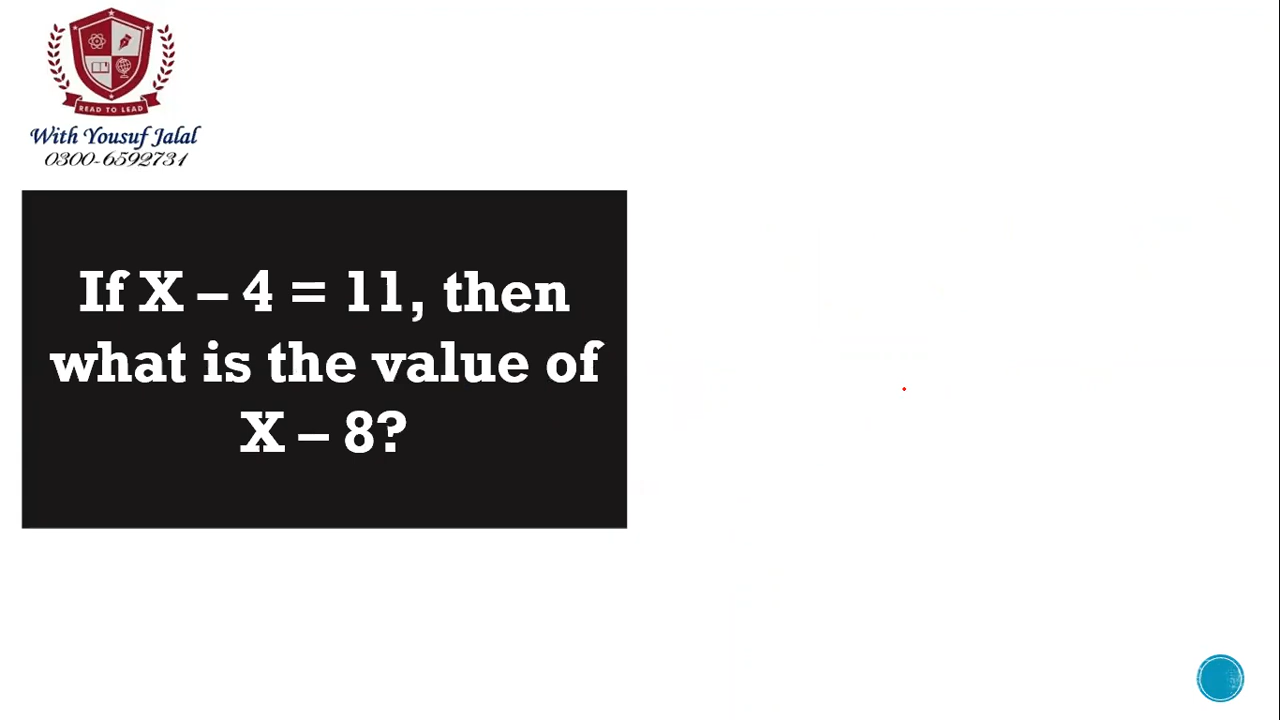 READ TO LEAD
With Yousuf Jalal
0300-6592731
If X – 4 = 11, then
what is the value of
X – 8?